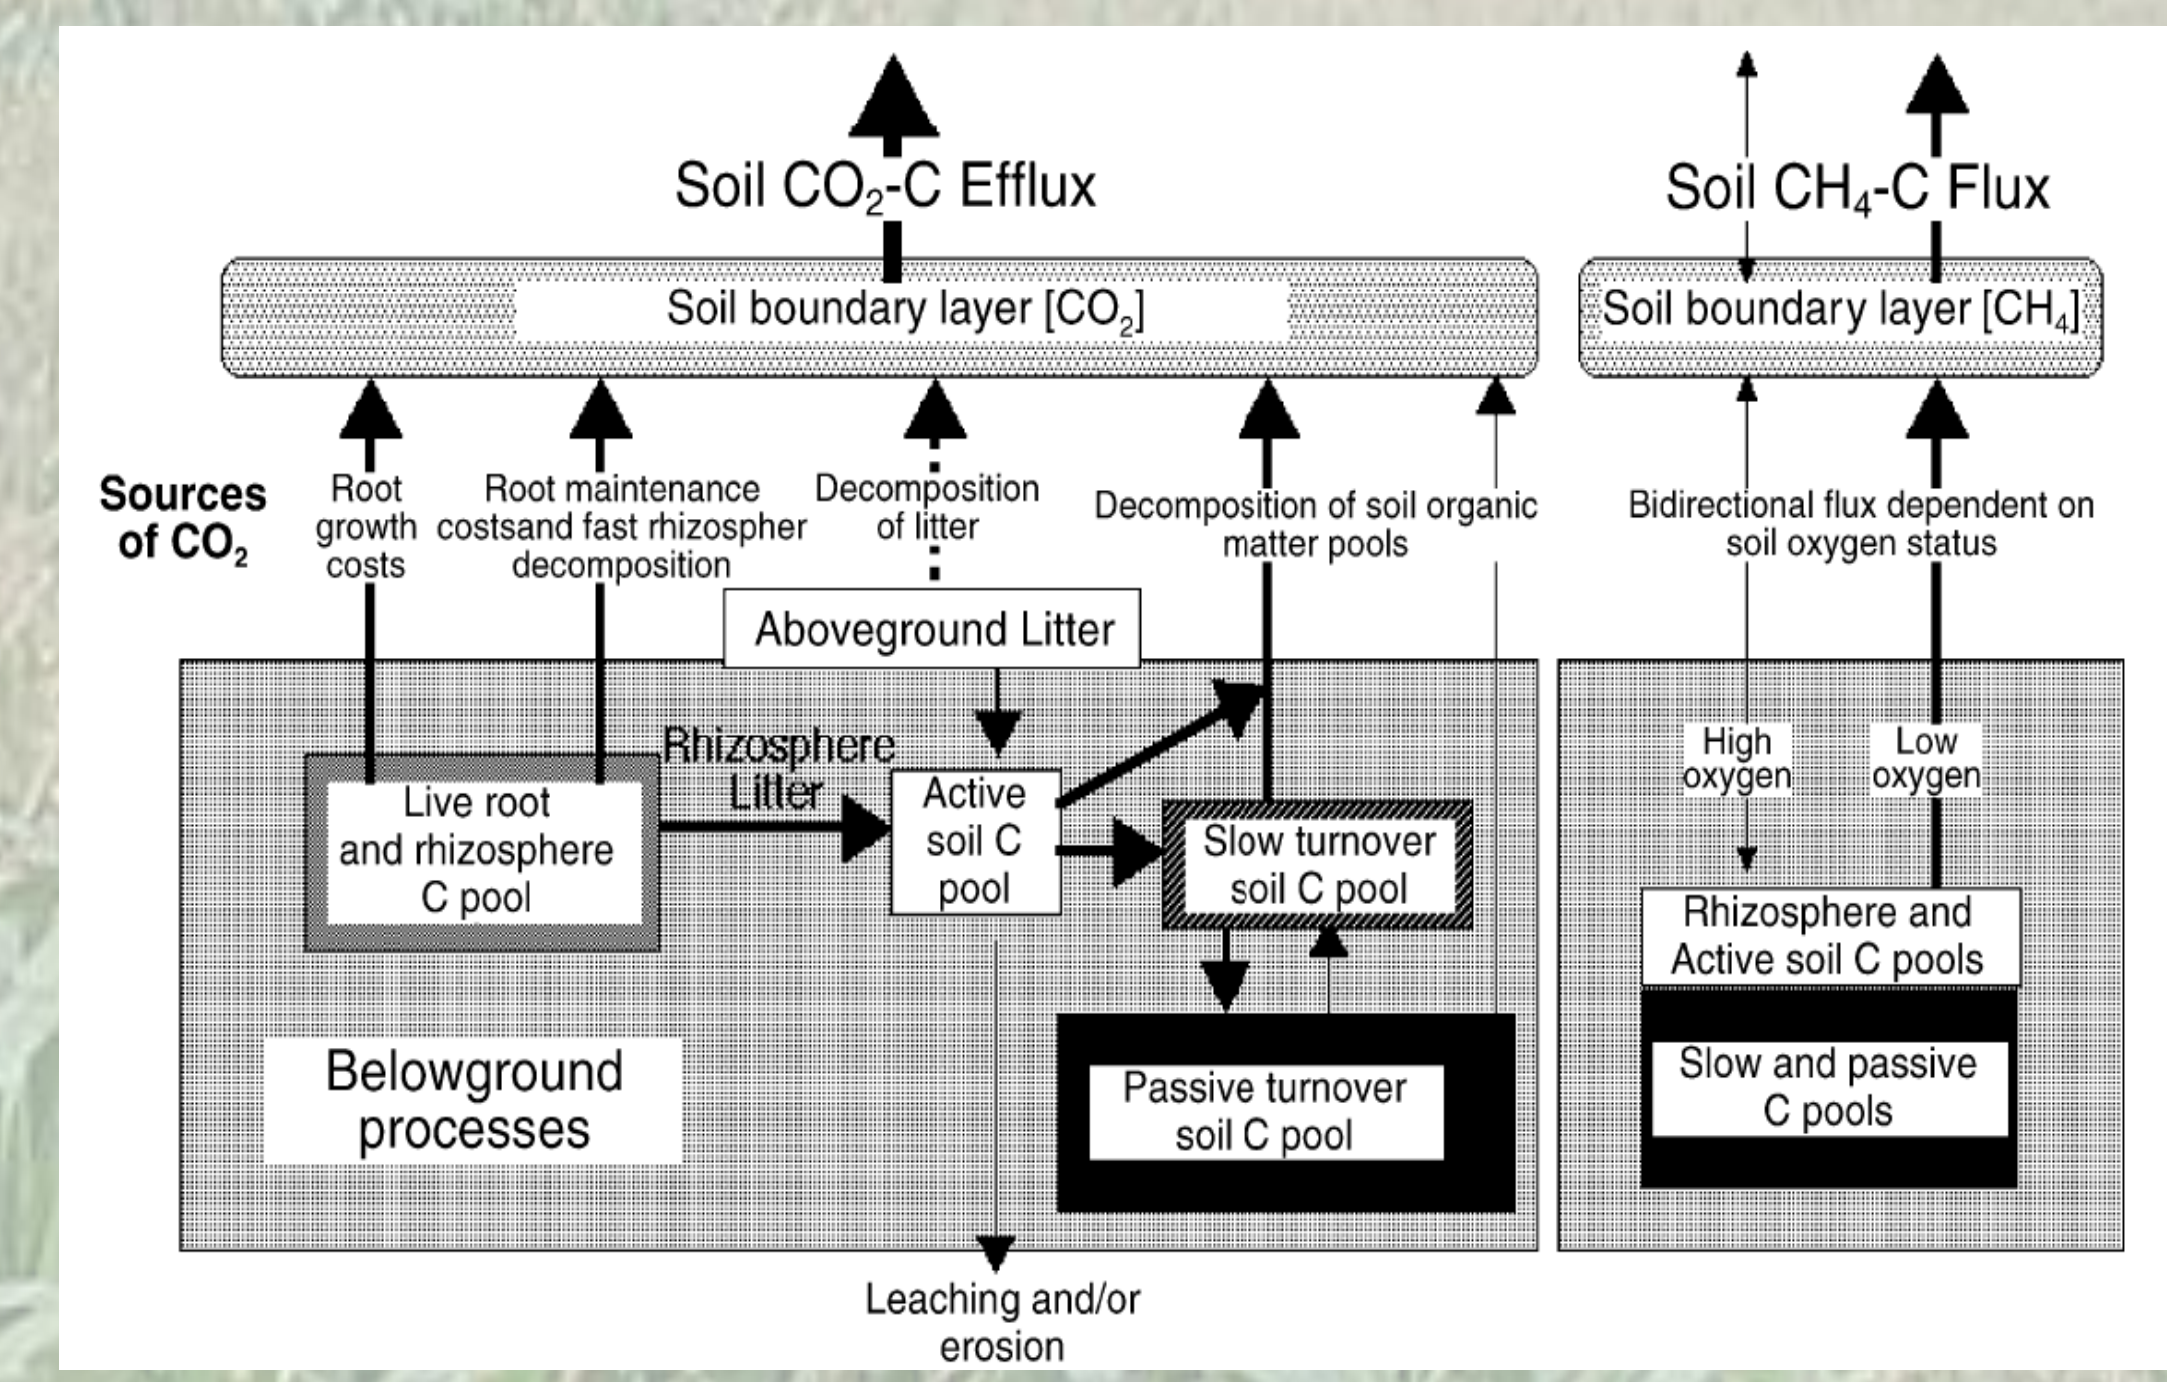 Soil CO₂-C Efflux
Soil CH₄-C Flux
Soil boundary layer [CO₂]
Soil boundary layer [CH₄]
Sources
of CO₂
Root
growth
costs
Root maintenance
costsand fast rhizospher
decomposition
Decomposition
of litter
Decomposition of soil organic
matter pools
Bidirectional flux dependent on
soil oxygen status
Aboveground Litter
Rhizosphere
Litter
Live root
and rhizosphere
C pool
Active
soil C
pool
Slow turnover
soil C pool
Passive turnover
soil C pool
Belowground
processes
Leaching and/or
erosion
High
oxygen
Low
oxygen
Rhizosphere and
Active soil C pools
Slow and passive
C pools